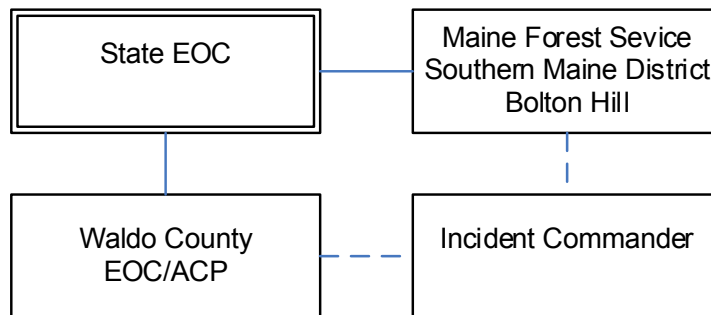 State EOC
Maine Forest Sevice
Southern Maine District
Bolton Hill
Waldo County
EOC/ACP
Incident Commander